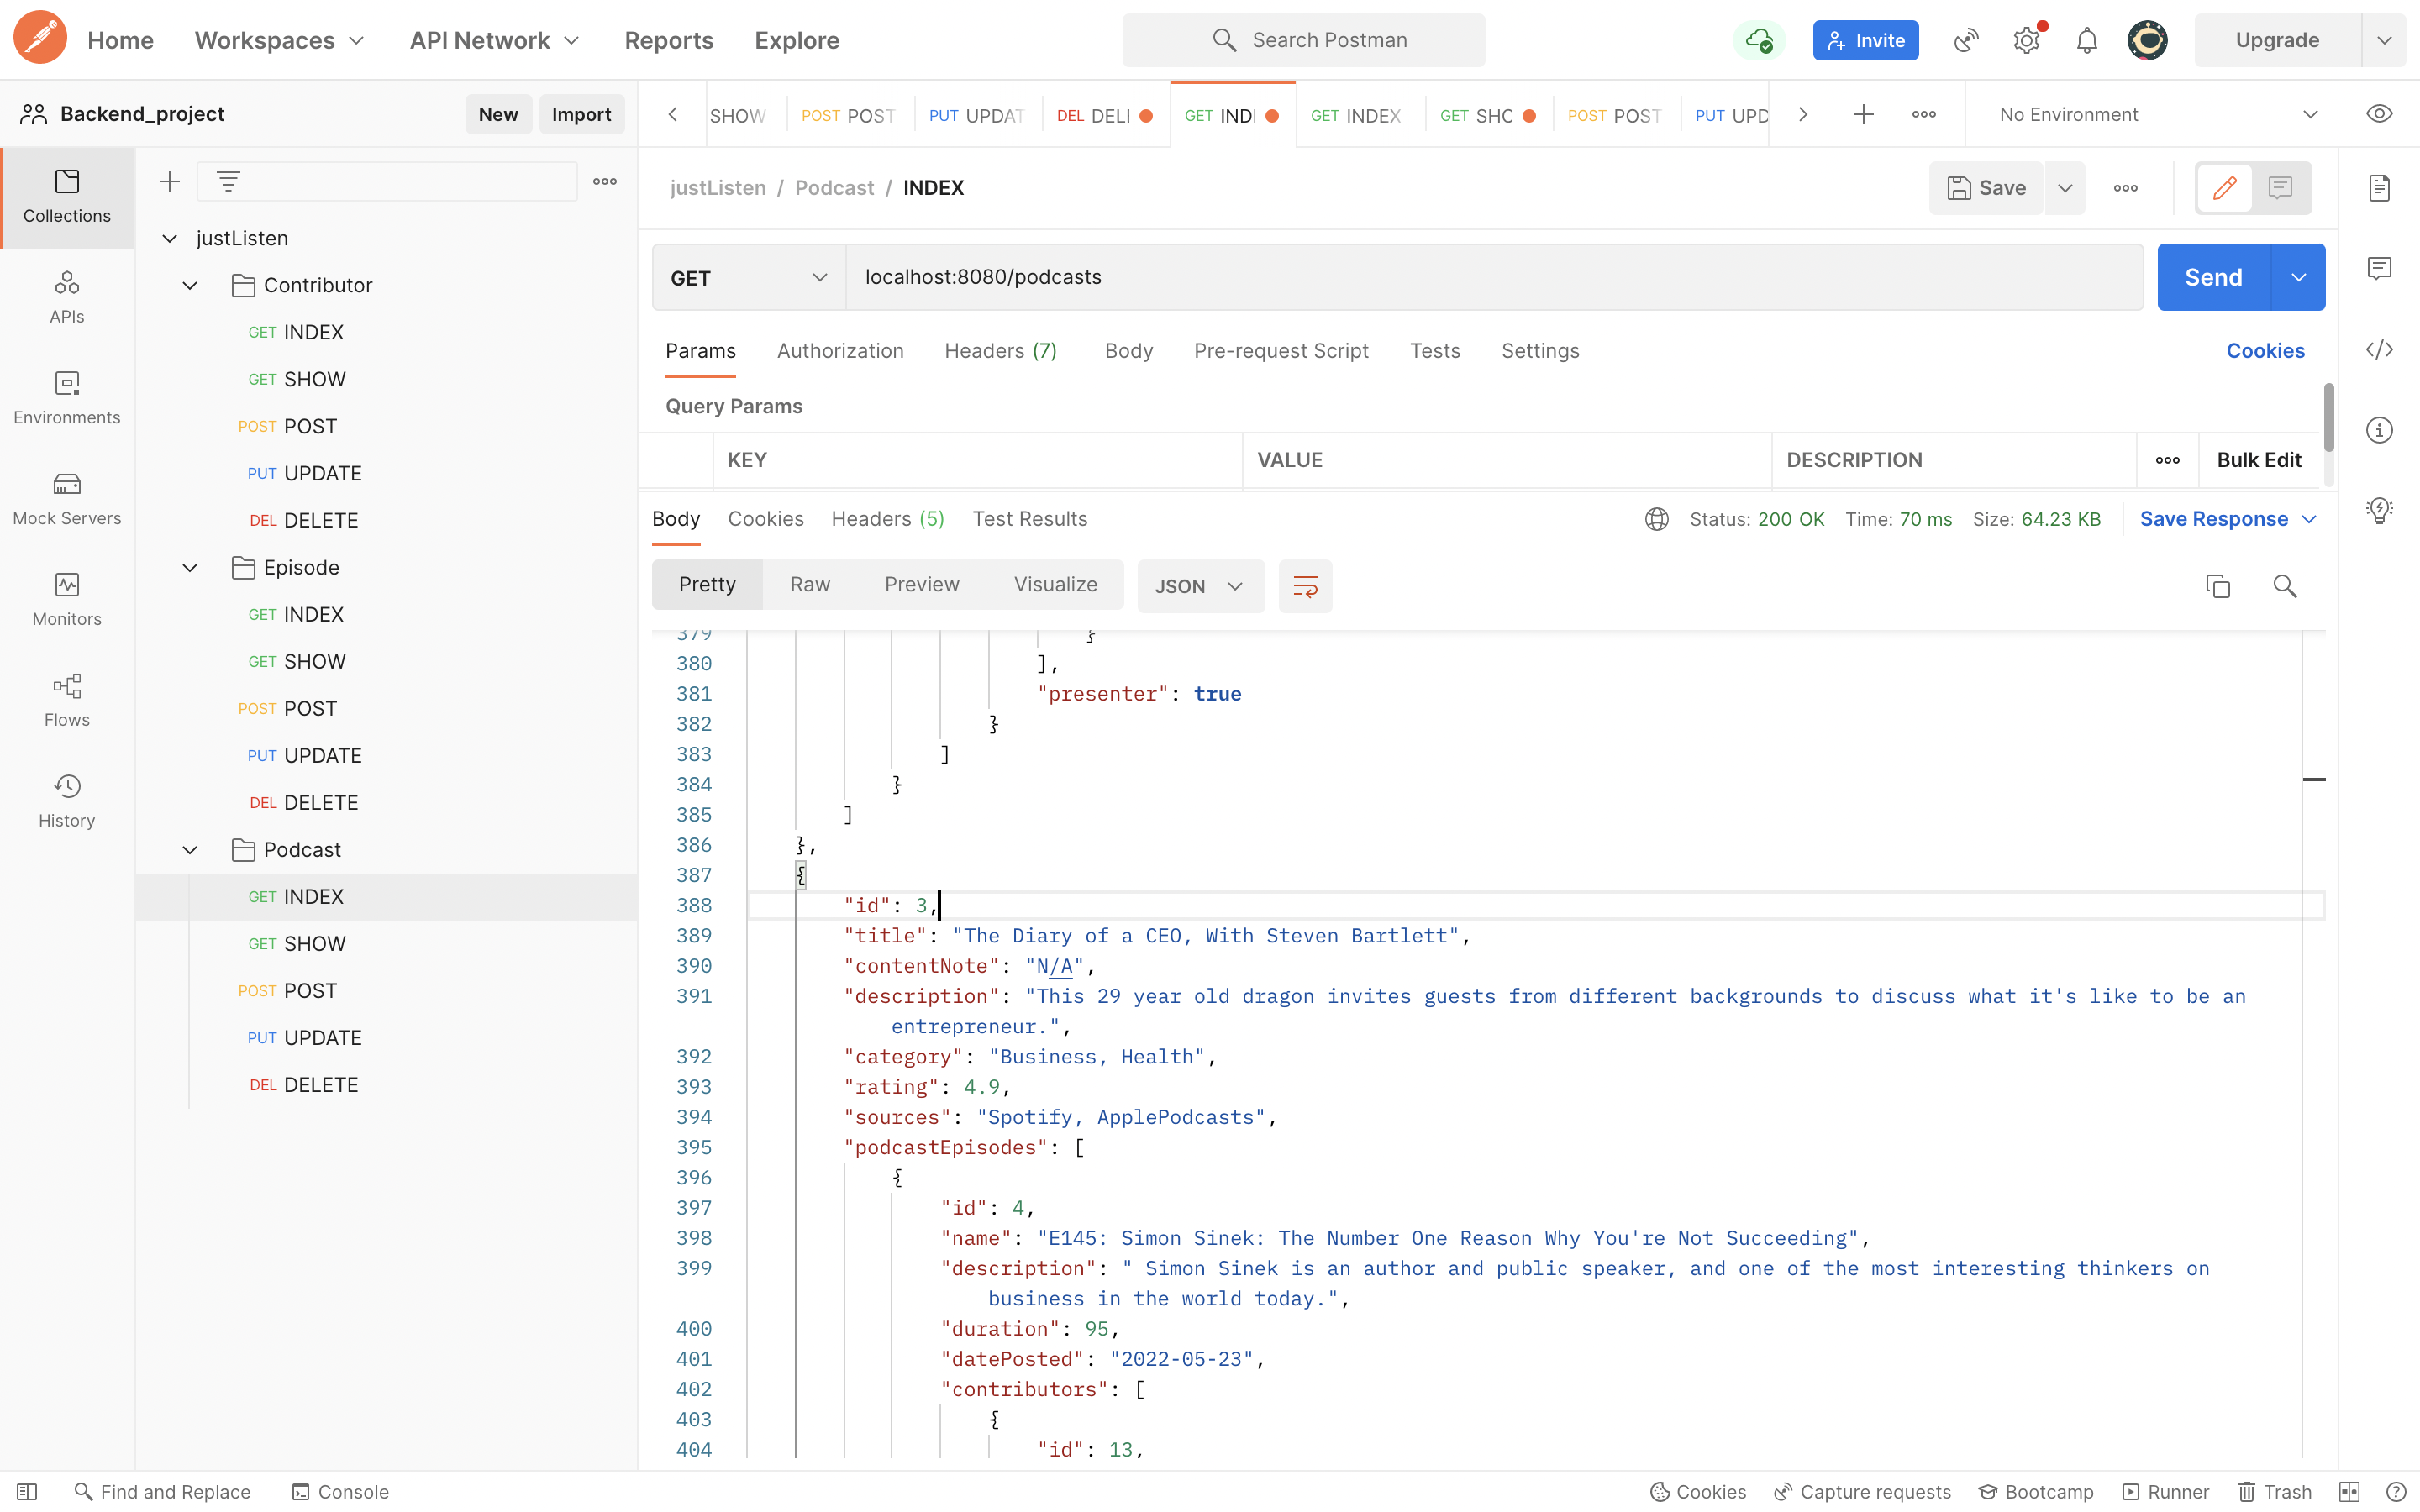 Home Workspaces API Network Reports Explore Search Postman Invite Upgrade
Backend_project New Import
SHOW POST POST PUT UPDAT DEL DELI GET INDI GET INDEX GET SHC POST POST PUT UPD No Environment
Collections
APIs
Environments
Mock Servers
Monitors
Flows
History
justListen
Contributor
GET INDEX
GET SHOW
POST POST
PUT UPDATE
DEL DELETE
Episode
GET INDEX
GET SHOW
POST POST
PUT UPDATE
DEL DELETE
Podcast
GET INDEX
GET SHOW
POST POST
PUT UPDATE
DEL DELETE
justListen / Podcast / INDEX Save
GET localhost:8080/podcasts Send
Params Authorization Headers (7) Body Pre-request Script Tests Settings Cookies
Query Params
KEY VALUE DESCRIPTION Bulk Edit
Body Cookies Headers (5) Test Results Status: 200 OK Time: 70 ms Size: 64.23 KB Save Response
Pretty Raw Preview Visualize JSON
379 }
380 ],
381 "presenter": true
382 }
383 ]
384 }
385 ]
386 },
387 {
388 "id": 3,
389 "title": "The Diary of a CEO, With Steven Bartlett",
390 "contentNote": "N/A",
391 "description": "This 29 year old dragon invites guests from different backgrounds to discuss what it's like to be an
entrepreneur.",
392 "category": "Business, Health",
393 "rating": 4.9,
394 "sources": "Spotify, ApplePodcasts",
395 "podcastEpisodes": [
396 {
397 "id": 4,
398 "name": "E145: Simon Sinek: The Number One Reason Why You're Not Succeeding",
399 "description": " Simon Sinek is an author and public speaker, and one of the most interesting thinkers on
business in the world today.",
400 "duration": 95,
401 "datePosted": "2022-05-23",
402 "contributors": [
403 {
404 "id": 13,
Find and Replace Console Cookies Capture requests Bootcamp Runner Trash